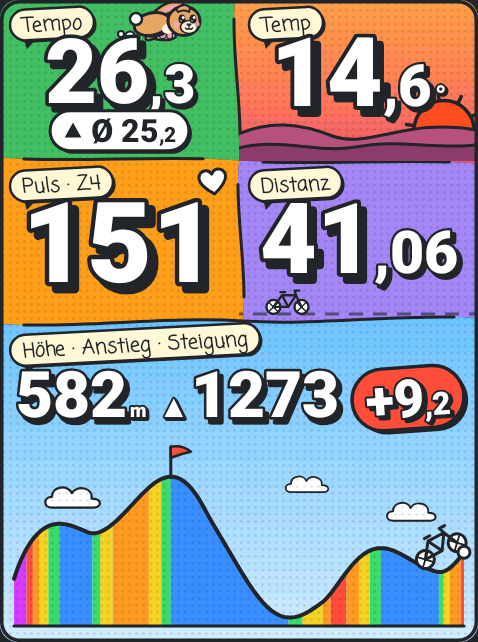 Tempo
26,3
▲ Ø 25,2
Temp
14,6°
Puls · Z4
151
Distanz
41,06
Höhe · Anstieg · Steigung
582m ▲1273 +9,2